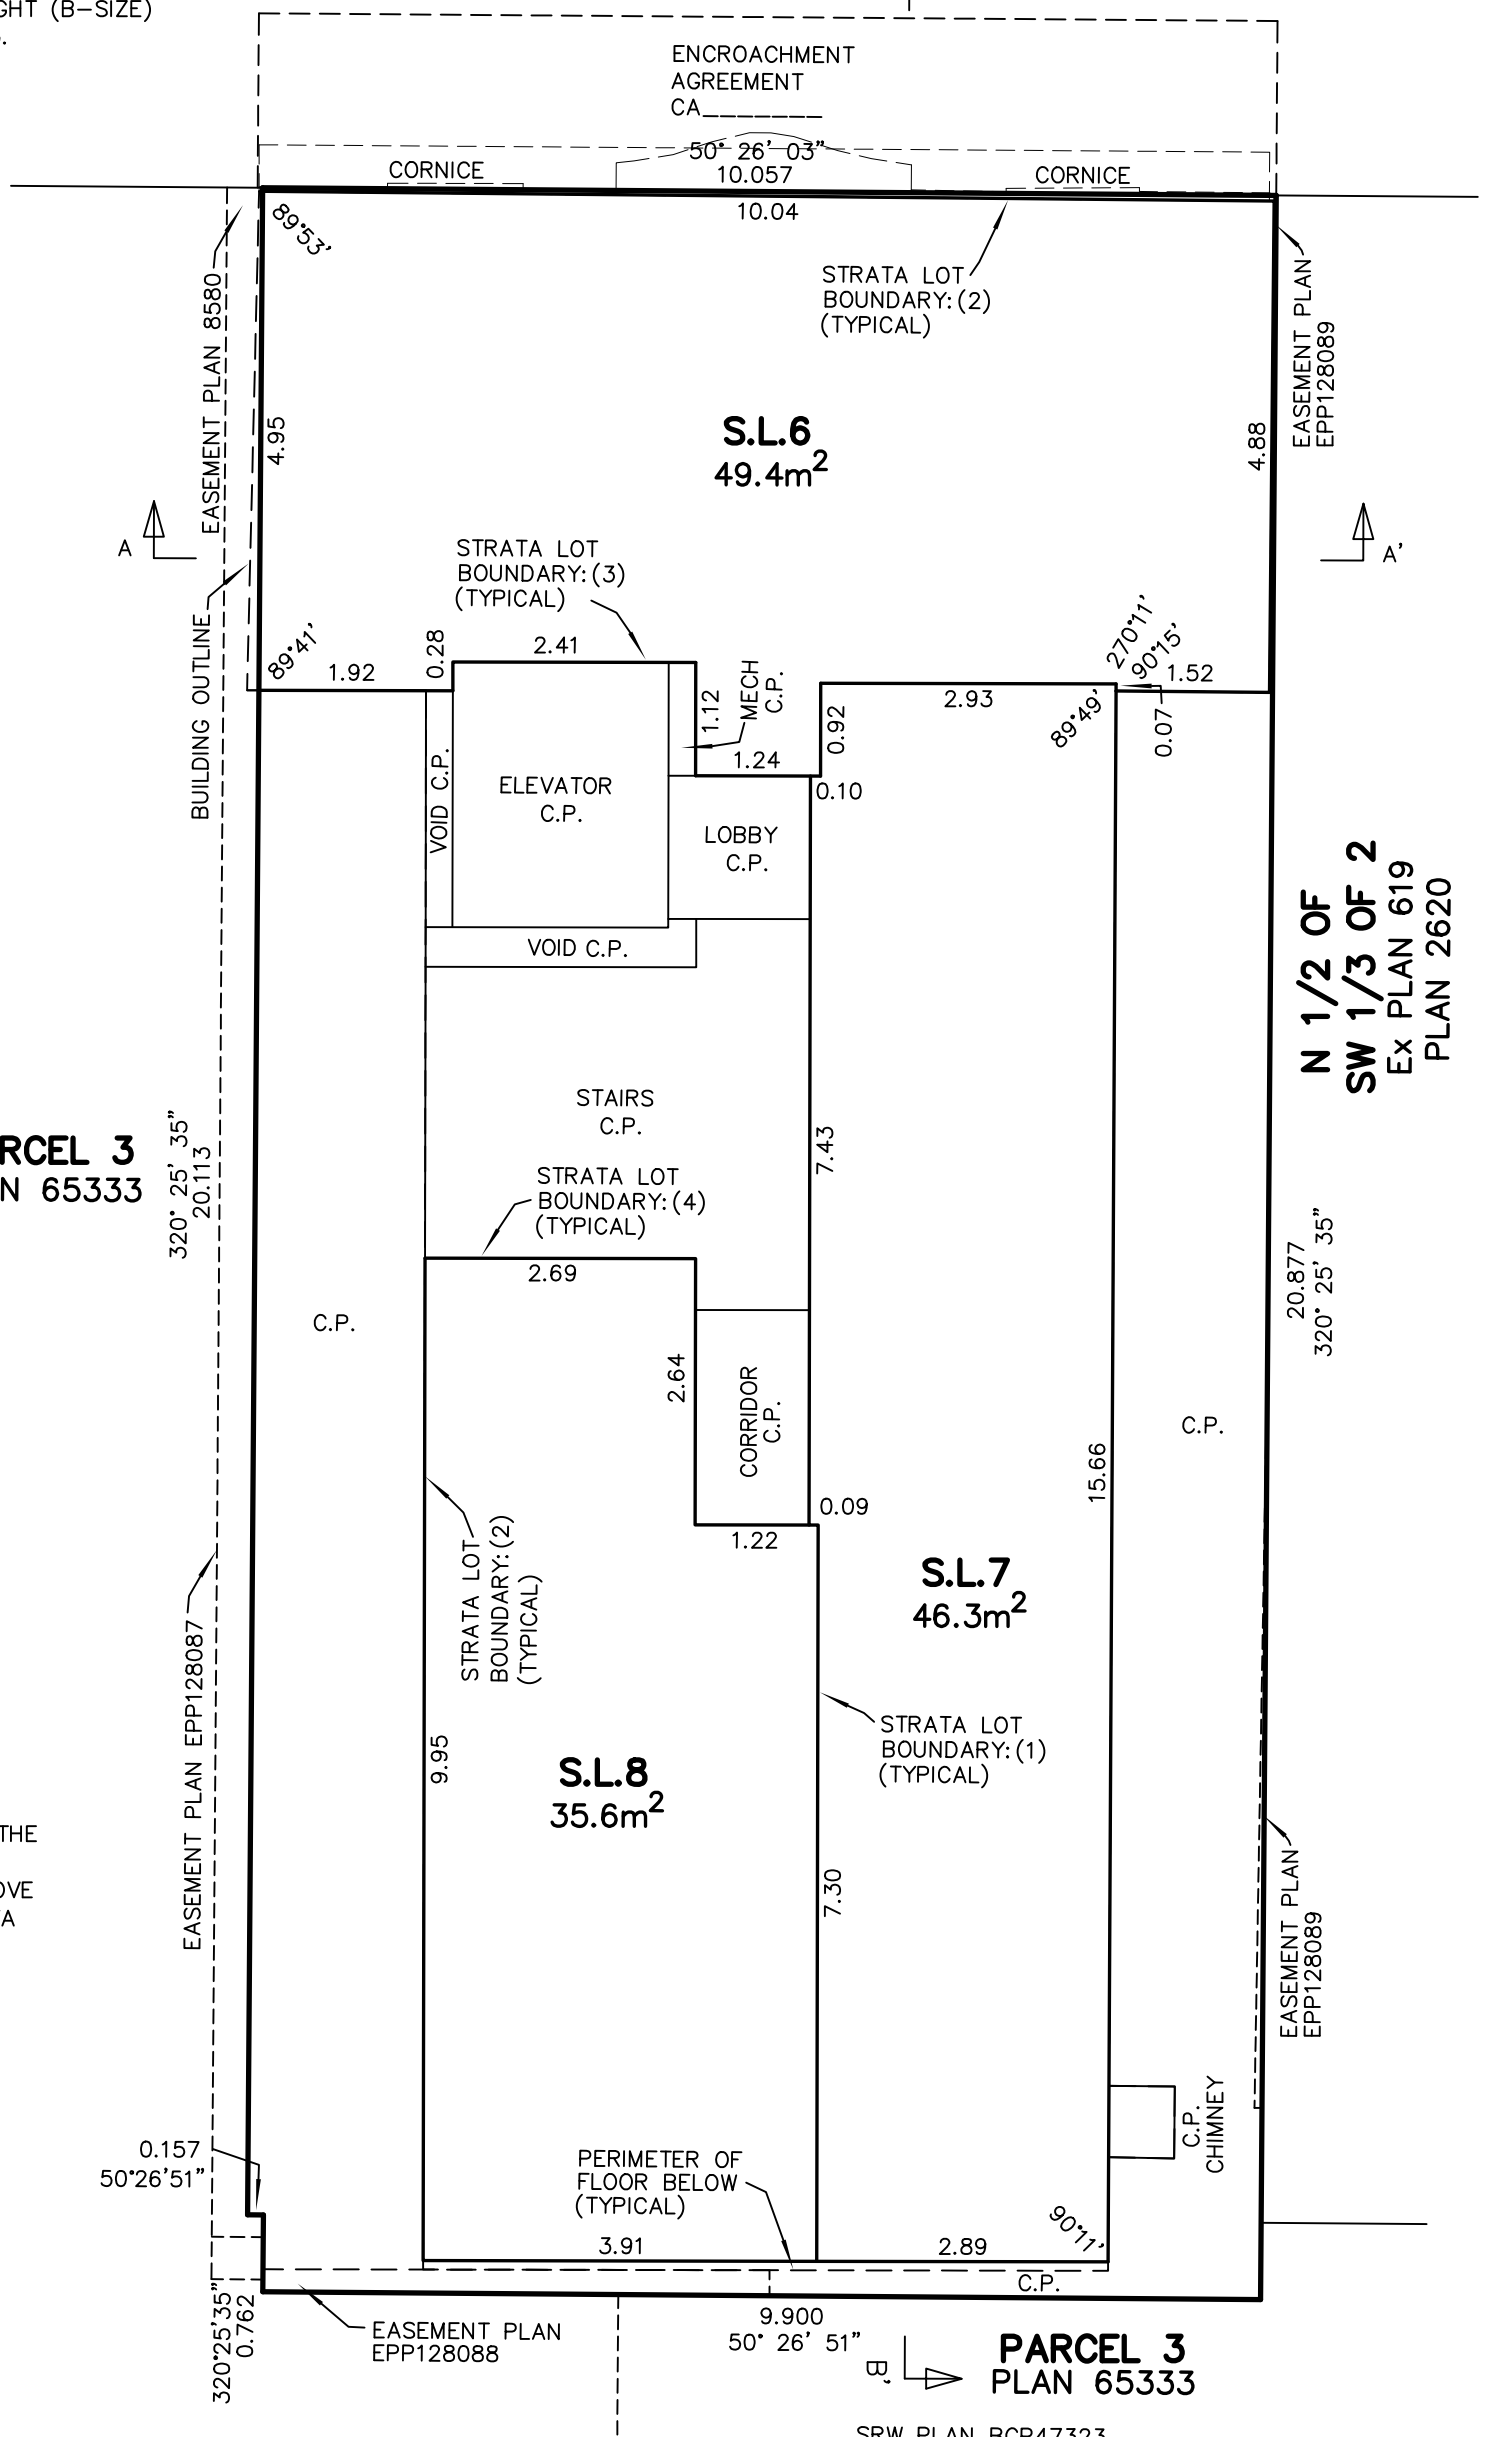 GHT (B-SIZE)
ENCROACHMENT
AGREEMENT
CA________
50° 26' 03"
10.057
CORNICE
CORNICE
10.04
89°53'
STRATA LOT
BOUNDARY:(2)
(TYPICAL)
EASEMENT PLAN 8580
EASEMENT PLAN
EPP128089
4.95
S.L.6
49.4m²
4.88
A
A'
STRATA LOT
BOUNDARY:(3)
(TYPICAL)
BUILDING OUTLINE
89°41'
1.92
0.28
2.41
1.12
MECH
C.P.
1.24
0.92
0.10
2.93
89°49'
270°11'
90°15'
1.52
0.07
VOID C.P.
ELEVATOR
C.P.
LOBBY
C.P.
VOID C.P.
N 1/2 OF
SW 1/3 OF 2
Ex PLAN 619
PLAN 2620
STAIRS
C.P.
RCEL 3
N 65333
320° 25' 35"
20.113
7.43
STRATA LOT
BOUNDARY:(4)
(TYPICAL)
2.69
20.877
320° 25' 35"
C.P.
2.64
CORRIDOR
C.P.
C.P.
15.66
0.09
1.22
STRATA LOT
BOUNDARY:(2)
(TYPICAL)
S.L.7
46.3m²
EASEMENT PLAN EPP128087
STRATA LOT
BOUNDARY:(1)
(TYPICAL)
9.95
S.L.8
35.6m²
THE
OVE
TA
7.30
EASEMENT PLAN
EPP128089
C.P.
CHIMNEY
0.157
50°26'51"
PERIMETER OF
FLOOR BELOW
(TYPICAL)
90°11'
3.91
2.89
C.P.
320°25'35"
0.762
EASEMENT PLAN
EPP128088
9.900
50° 26' 51"
B'
PARCEL 3
PLAN 65333
SRW PLAN BCP47323